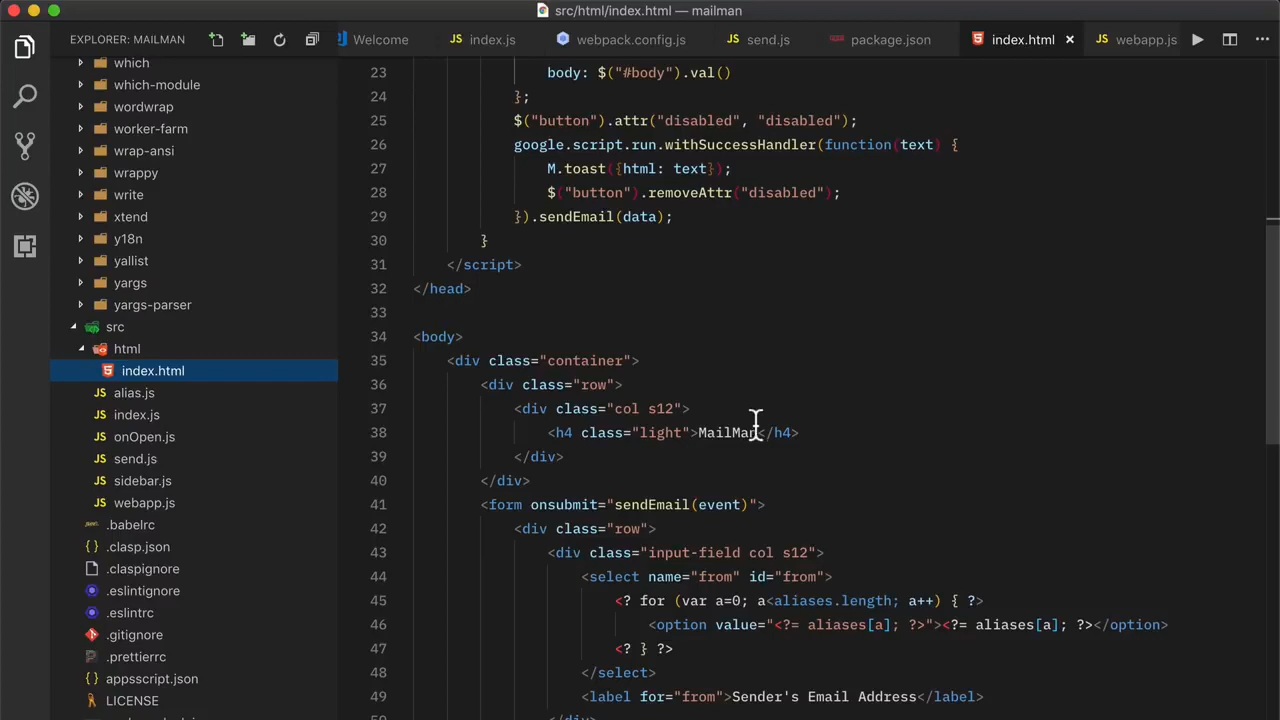 src/html/index.html — mailman
EXPLORER: MAILMAN
Welcome
index.js
webpack.config.js
send.js
package.json
index.html
webapp.js
which
which-module
wordwrap
worker-farm
wrap-ansi
wrappy
write
xtend
y18n
yallist
yargs
yargs-parser
src
html
index.html
alias.js
index.js
onOpen.js
send.js
sidebar.js
webapp.js
.babelrc
.clasp.json
.claspignore
.eslintignore
.eslintrc
.gitignore
.prettierrc
appsscript.json
LICENSE
23 body: $("#body").val()
24 };
25 $("button").attr("disabled", "disabled");
26 google.script.run.withSuccessHandler(function(text) {
27 M.toast({html: text});
28 $("button").removeAttr("disabled");
29 }).sendEmail(data);
30 }
31 </script>
32 </head>
33
34 <body>
35 <div class="container">
36 <div class="row">
37 <div class="col s12">
38 <h4 class="light">MailMan</h4>
39 </div>
40 </div>
41 <form onsubmit="sendEmail(event)">
42 <div class="row">
43 <div class="input-field col s12">
44 <select name="from" id="from">
45 <? for (var a=0; a<aliases.length; a++) { ?>
46 <option value="<?= aliases[a]; ?>"><?= aliases[a]; ?></option>
47 <? } ?>
48 </select>
49 <label for="from">Sender's Email Address</label>